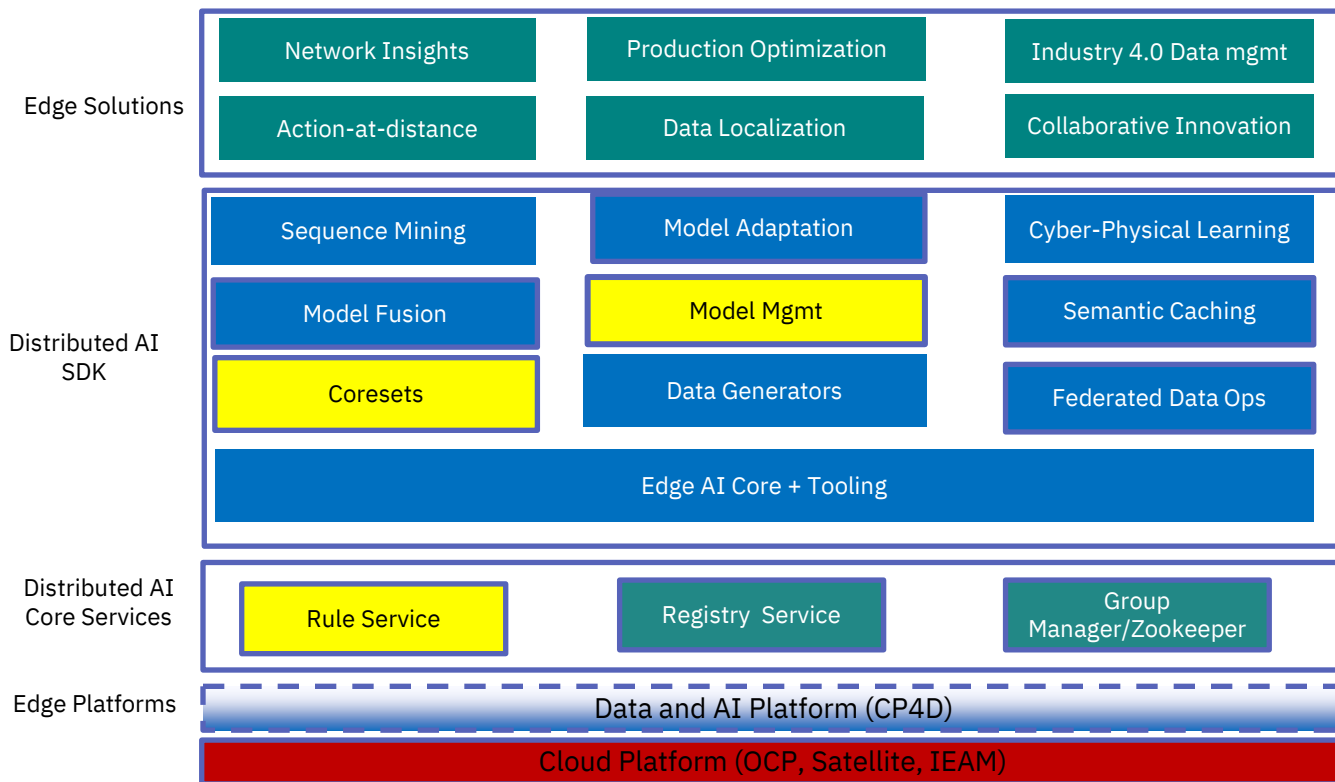 Edge Solutions
Network Insights
Production Optimization
Industry 4.0 Data mgmt
Action-at-distance
Data Localization
Collaborative Innovation
Distributed AI
SDK
Sequence Mining
Model Adaptation
Cyber-Physical Learning
Model Fusion
Model Mgmt
Semantic Caching
Coresets
Data Generators
Federated Data Ops
Edge AI Core + Tooling
Distributed AI
Core Services
Rule Service
Registry Service
Group
Manager/Zookeeper
Edge Platforms
Data and AI Platform (CP4D)
Cloud Platform (OCP, Satellite, IEAM)